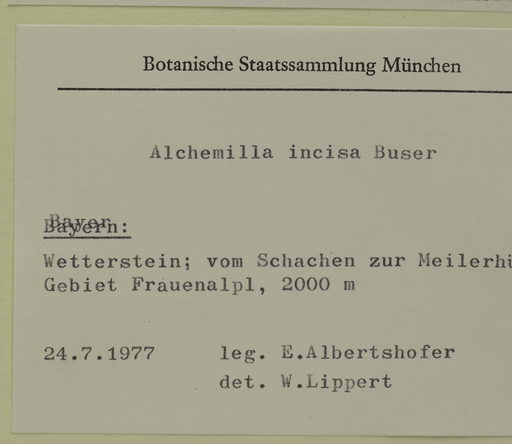 Botanische Staatssammlung München
Alchemilla incisa Buser
Bayern:
Wetterstein; vom Schachen zur Meilerhü
Gebiet Frauenalpl, 2000 m
24.7.1977 leg. E.Albertshofer
det. W.Lippert